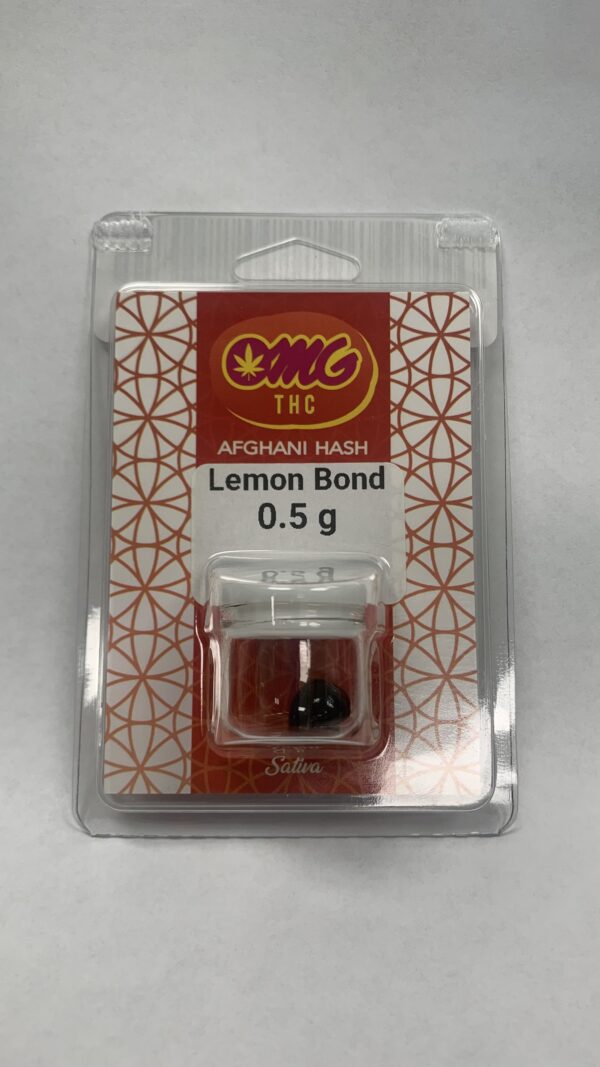 OMG
THC
AFGHANI HASH
Lemon Bond
0.5 g
Sativa